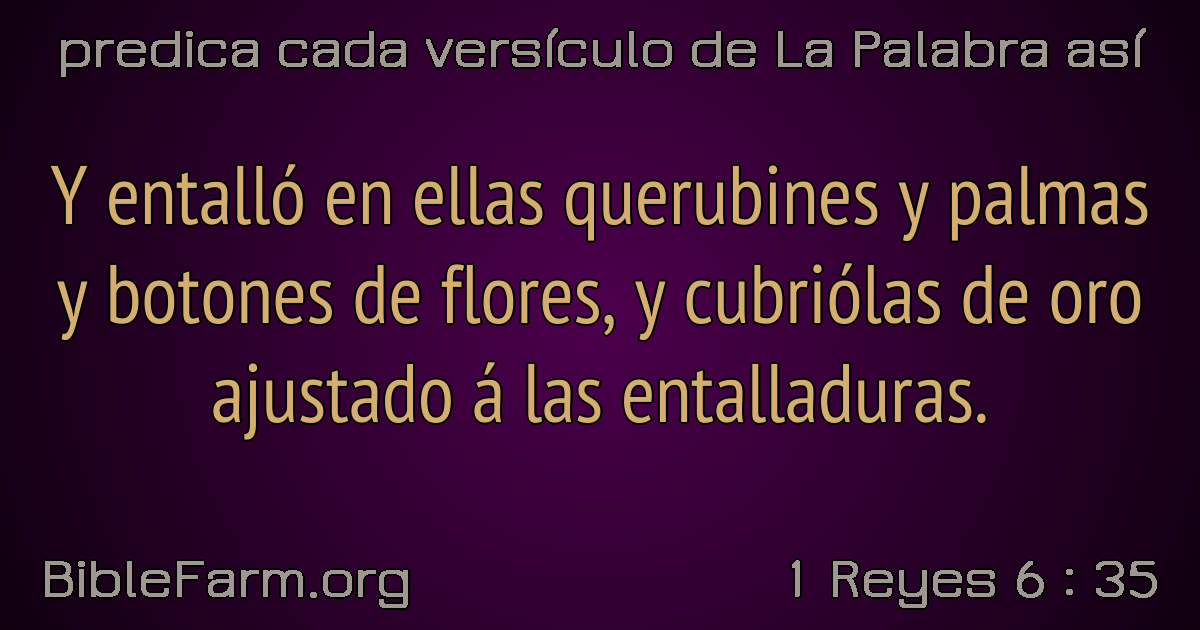 predica cada versículo de La Palabra así
Y entalló en ellas querubines y palmas
y botones de flores, y cubriólas de oro
ajustado á las entalladuras.
BibleFarm.org
1 Reyes 6 : 35